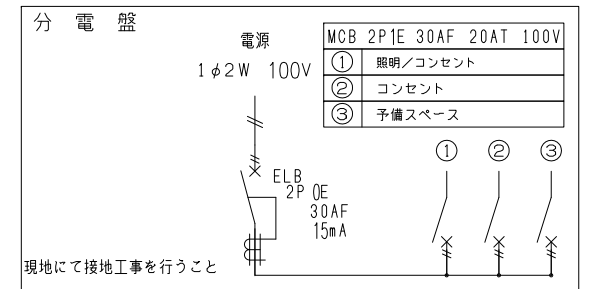 分電盤
電源
1φ2W 100V
MCB 2P1E 30AF 20AT 100V
① 照明/コンセント
② コンセント
③ 予備スペース
① ② ③
ELB
2P 0E
30AF
15mA
現地にて接地工事を行うこと